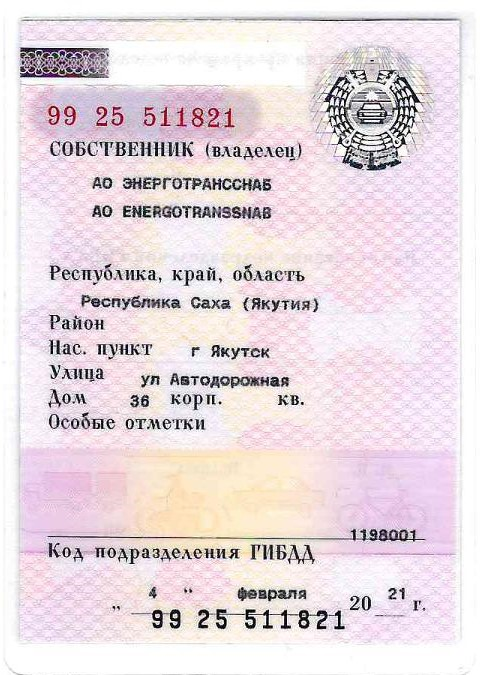 99 25 511821
СОБСТВЕННИК (владелец)
АО ЭНЕРГОТРАНССНАБ
АО ENERGOTRANSSNAB
Республика, край, область
Республика Саха (Якутия)
Район
Нас. пункт г Якутск
Улица ул Автодорожная
Дом 36 корп. кв.
Особые отметки
1198001
Код подразделения ГИБДД
„ 4 “ февраля 20 21 г.
99 25 511821